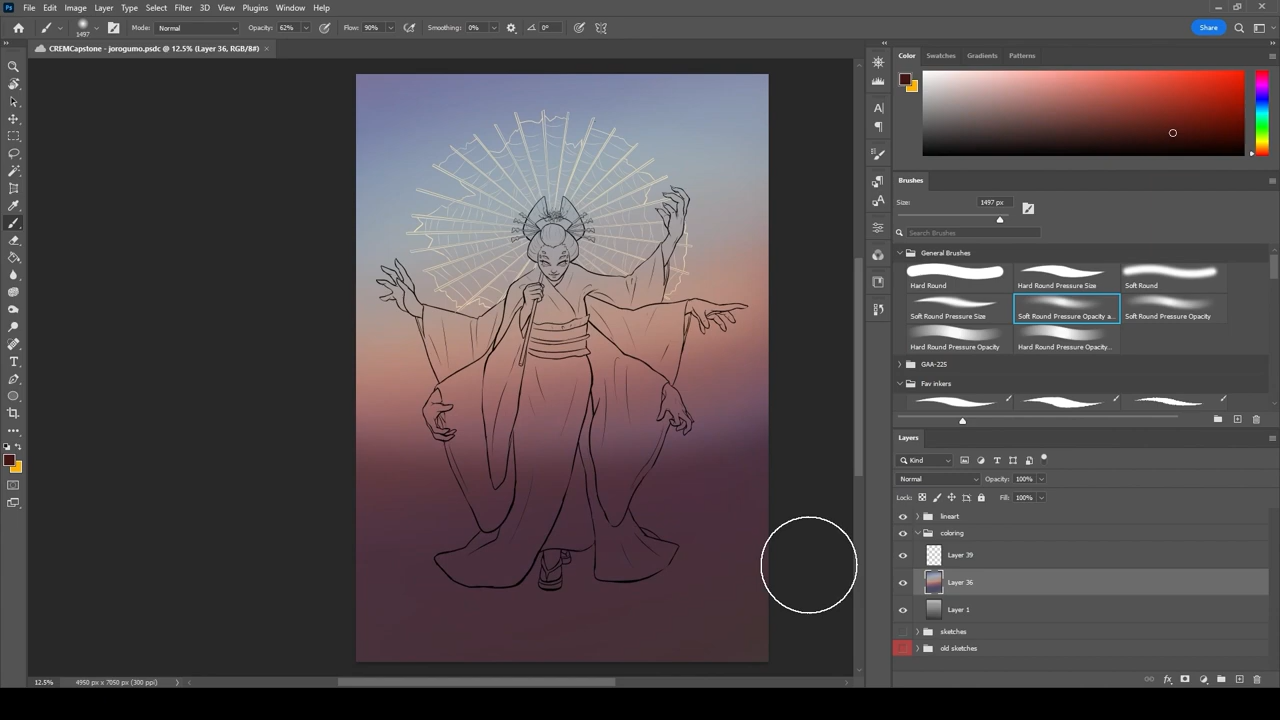 Ps File Edit Image Layer Type Select Filter 3D View Plugins Window Help
1497 Mode: Normal Opacity: 62% Flow: 90% Smoothing: 0% 0° Share
CREMCapstone - jorogumo.psdc @ 12.5% (Layer 36, RGB/8#) ×
Color Swatches Gradients Patterns
Brushes
Size: 1497 px
Search Brushes
General Brushes
Hard Round Hard Round Pressure Size Soft Round
Soft Round Pressure Size Soft Round Pressure Opacity a... Soft Round Pressure Opacity
Hard Round Pressure Opacity Hard Round Pressure Opacity...
GAA-225
Fav inkers
Layers
Kind
Normal Opacity: 100%
Lock: Fill: 100%
lineart
coloring
Layer 39
Layer 36
Layer 1
sketches
old sketches
12.5% 4950 px x 7050 px (300 ppi)